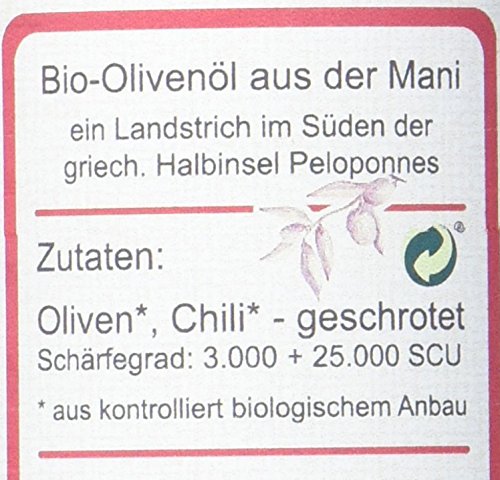 Bio-Olivenöl aus der Mani
ein Landstrich im Süden der
griech. Halbinsel Peloponnes
Zutaten:
®
Oliven*, Chili* - geschrotet
Schärfegrad: 3.000 + 25.000 SCU
* aus kontrolliert biologischem Anbau